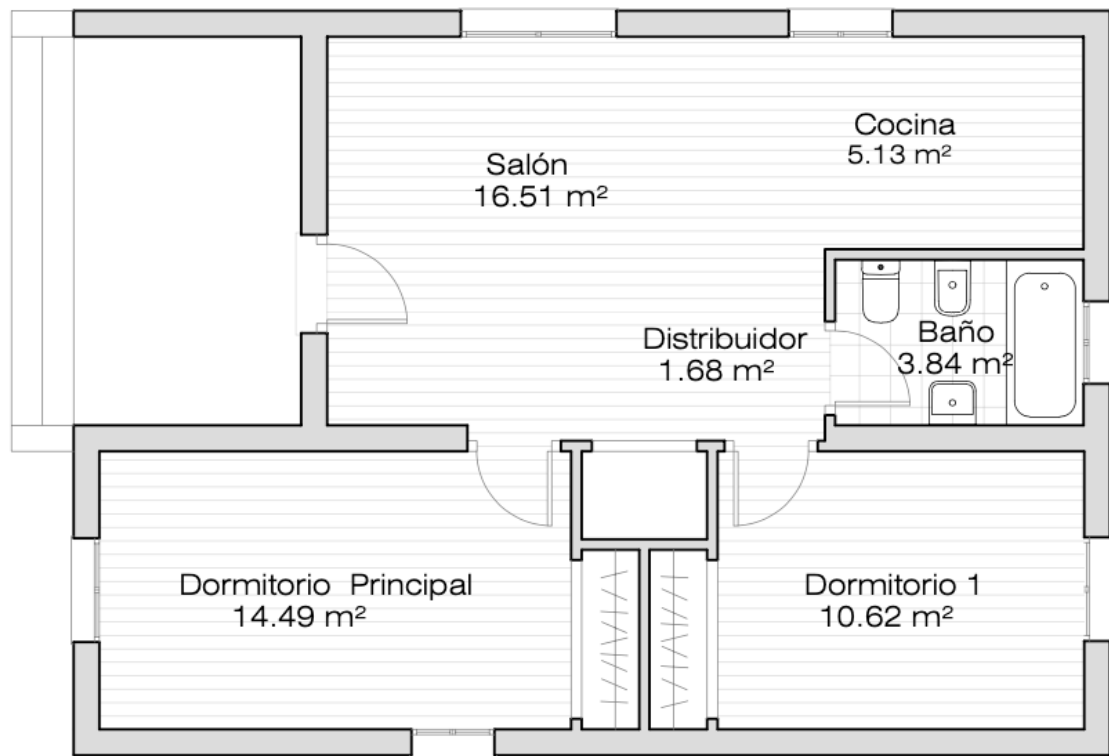 Cocina
5.13 m²
Salón
16.51 m²
Distribuidor
1.68 m²
Baño
3.84 m²
Dormitorio Principal
14.49 m²
Dormitorio 1
10.62 m²